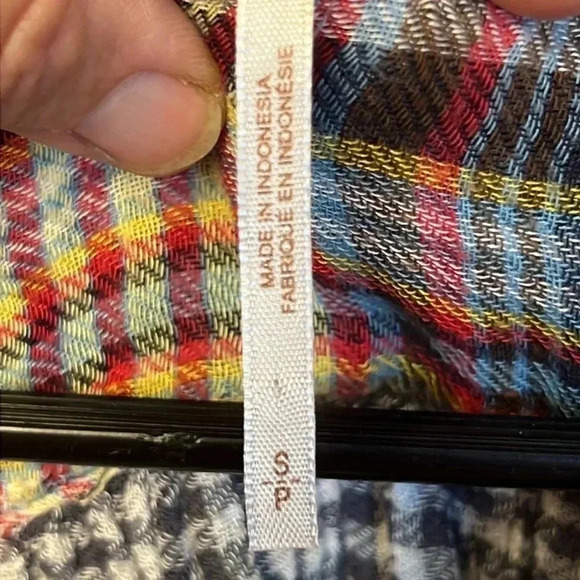 MADE IN INDONESIA
FABRIQUÉ EN INDONÉSIE
S|P